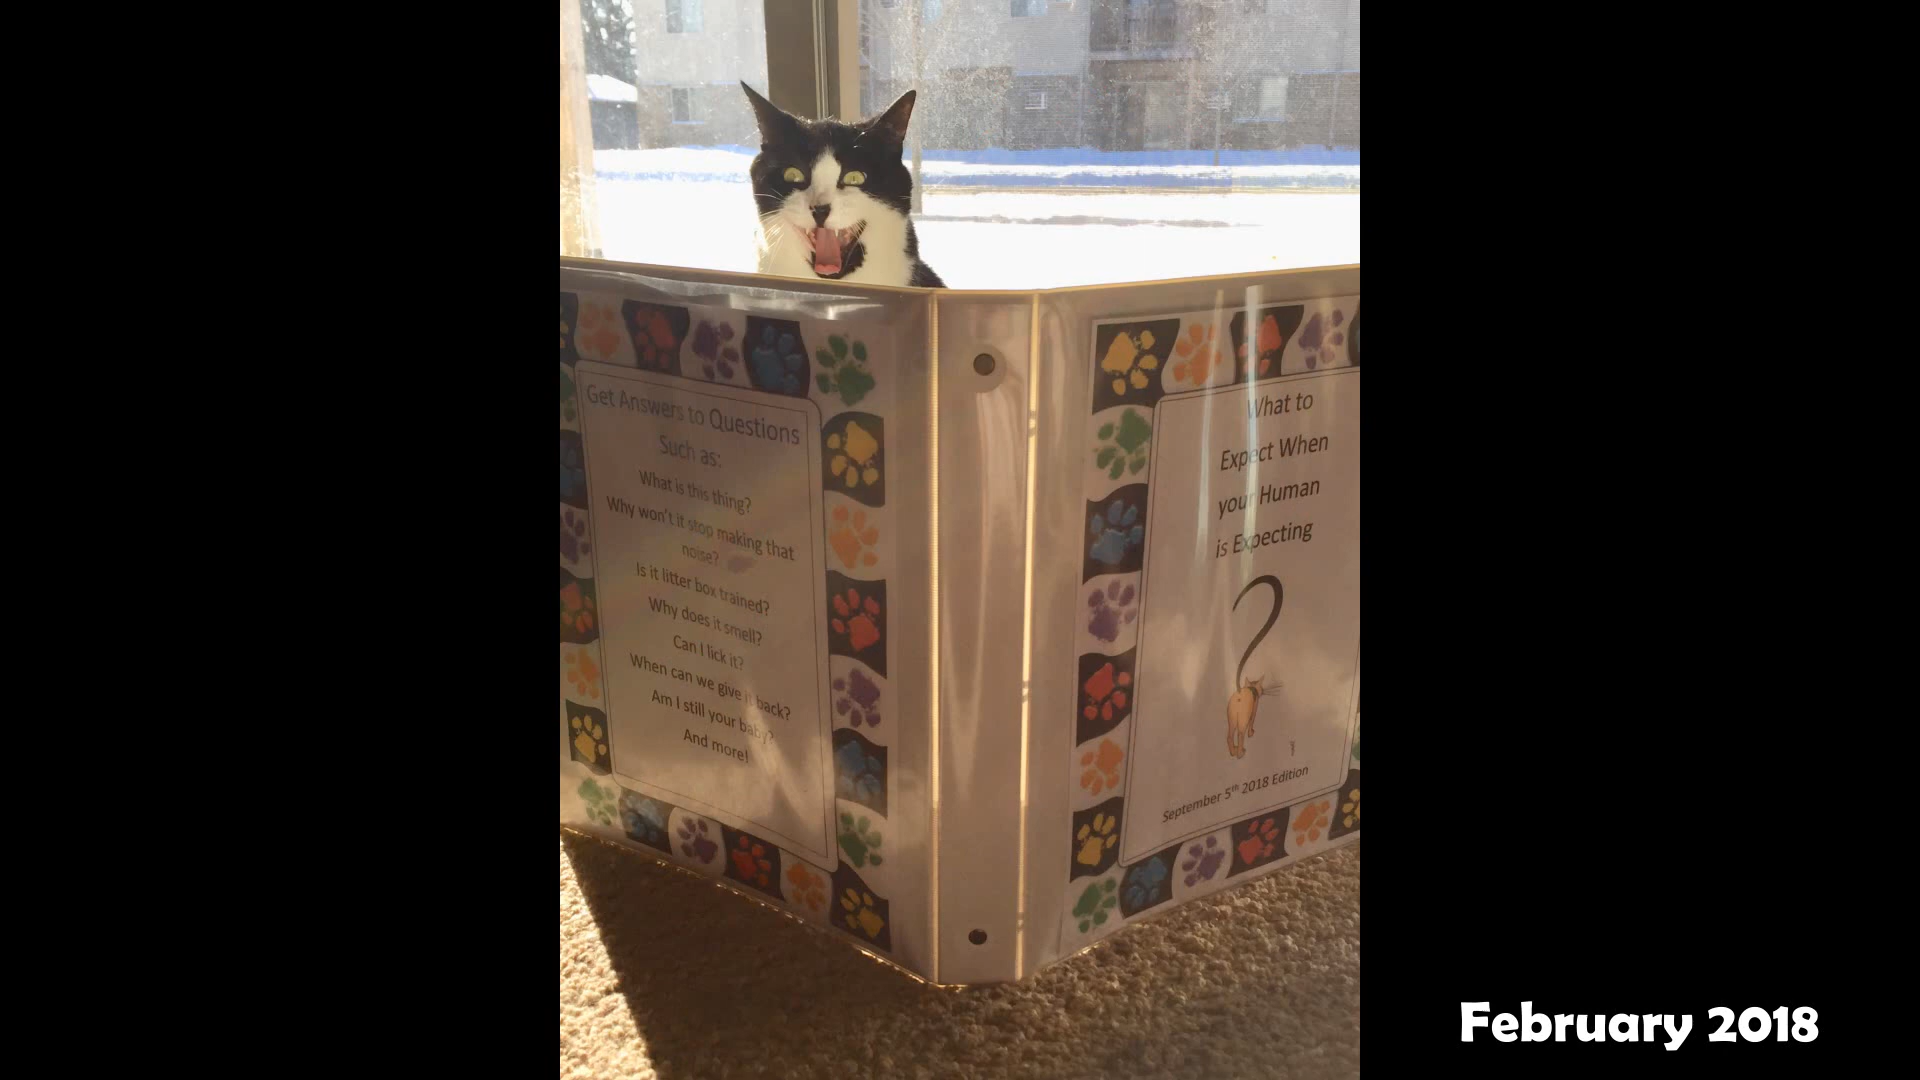 Get Answers to Questions
Such as:
What is this thing?
Why won't it stop making that
noise?
Is it litter box trained?
Why does it smell?
Can I lick it?
When can we give it back?
Am I still your baby?
And more!
What to
Expect When
your Human
is Expecting
September 5th 2018 Edition
February 2018